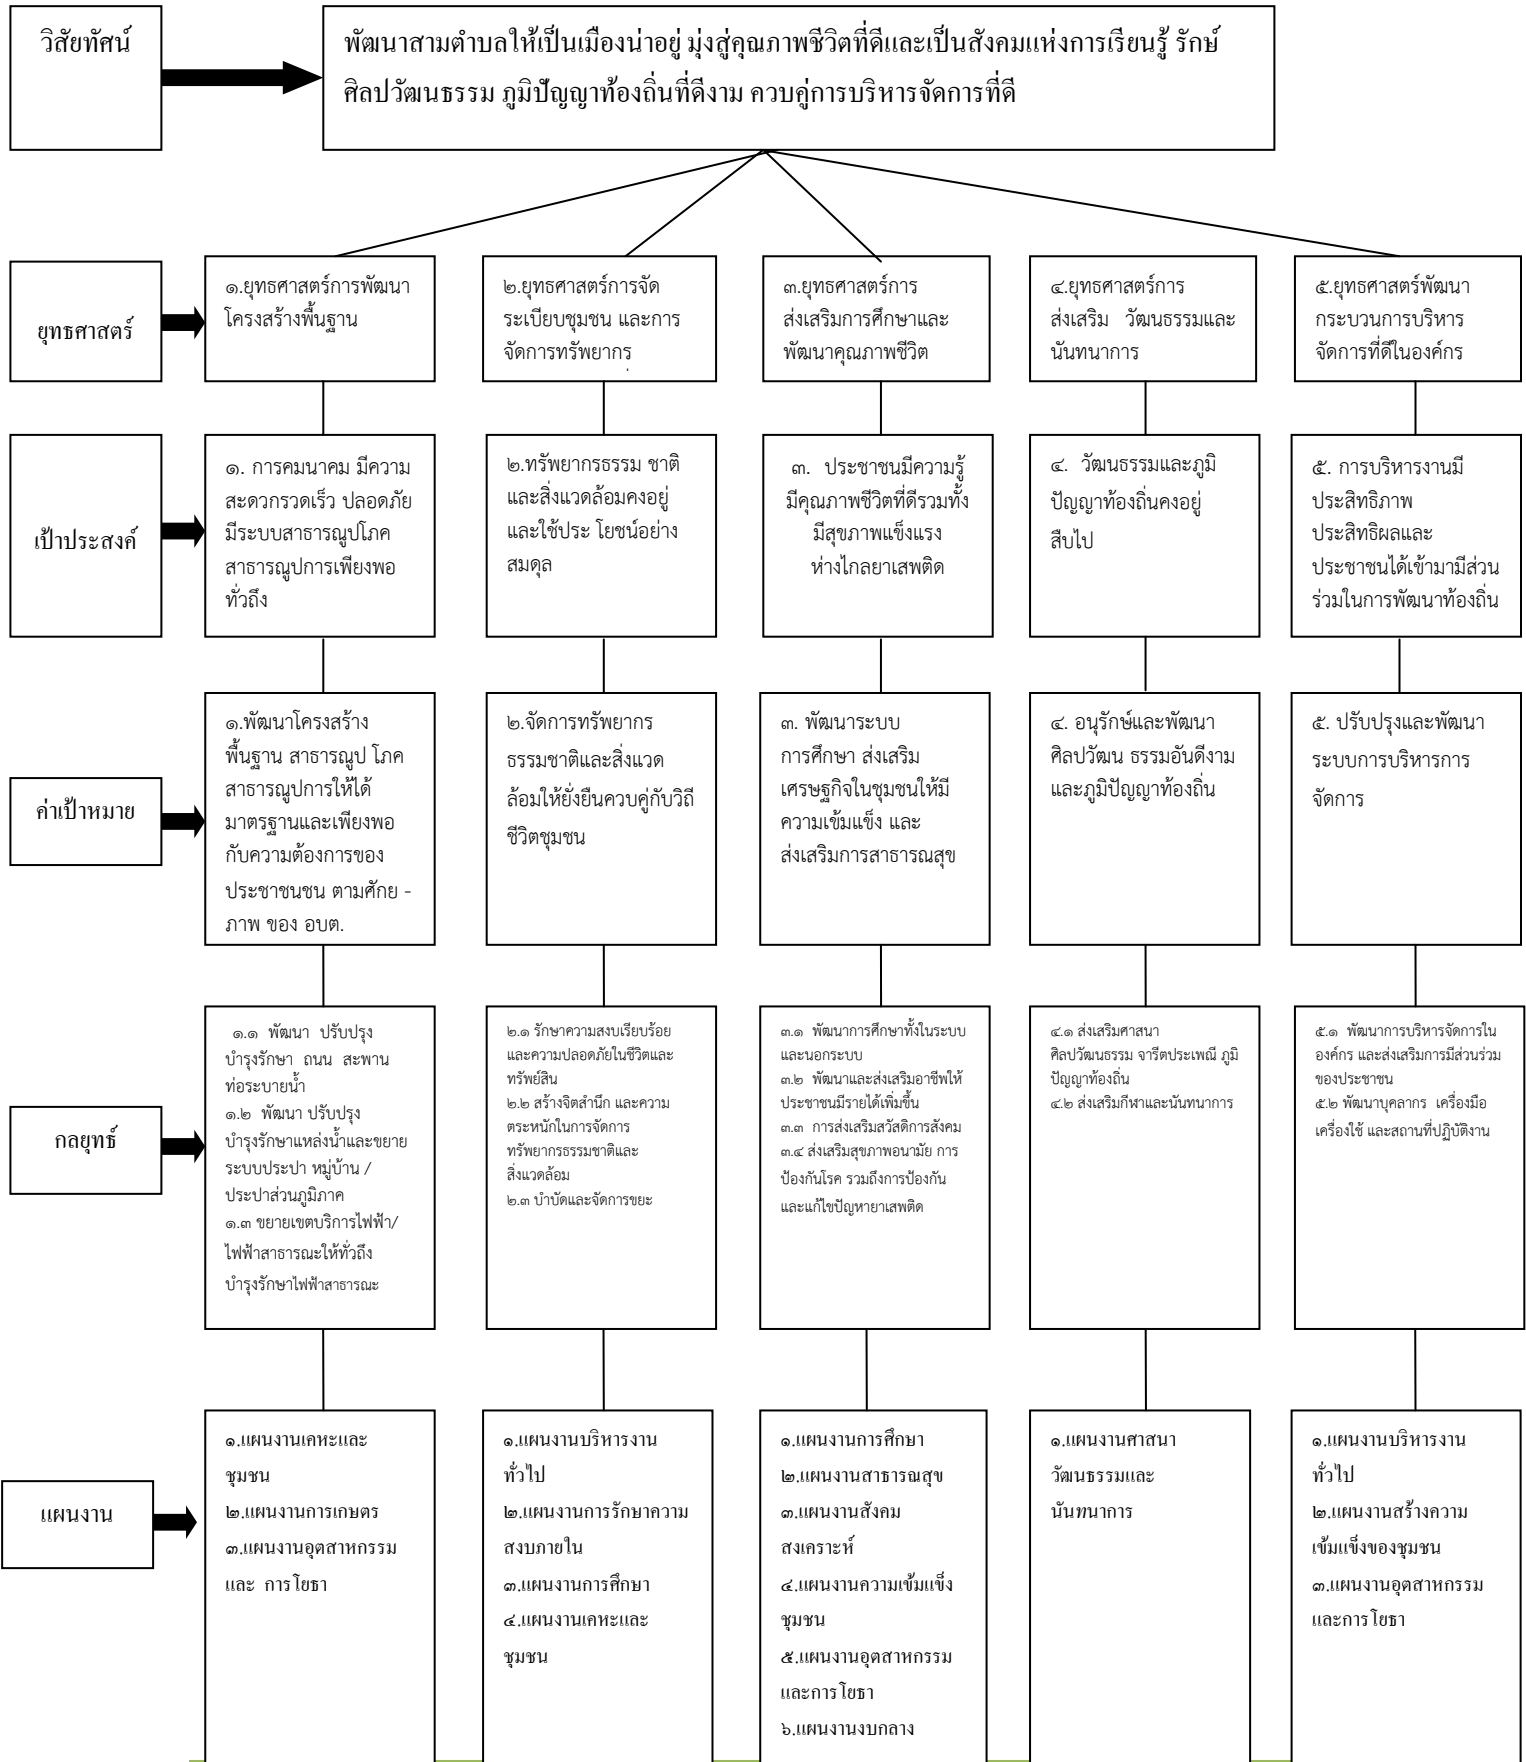 วิสัยทัศน์
พัฒนาสามตำบลให้เป็นเมืองน่าอยู่ มุ่งสู่คุณภาพชีวิตที่ดีและเป็นสังคมแห่งการเรียนรู้ รักษ์
ศิลปวัฒนธรรม ภูมิปัญญาท้องถิ่นที่ดีงาม ควบคู่การบริหารจัดการที่ดี
ยุทธศาสตร์
๑.ยุทธศาสตร์การพัฒนา
โครงสร้างพื้นฐาน
๒.ยุทธศาสตร์การจัด
ระเบียบชุมชน และการ
จัดการทรัพยากร
๓.ยุทธศาสตร์การ
ส่งเสริมการศึกษาและ
พัฒนาคุณภาพชีวิต
๔.ยุทธศาสตร์การ
ส่งเสริม วัฒนธรรมและ
นันทนาการ
๕.ยุทธศาสตร์พัฒนา
กระบวนการบริหาร
จัดการที่ดีในองค์กร
เป้าประสงค์
๑. การคมนาคม มีความ
สะดวกรวดเร็ว ปลอดภัย
มีระบบสาธารณูปโภค
สาธารณูปการเพียงพอ
ทั่วถึง
๒.ทรัพยากรธรรม ชาติ
และสิ่งแวดล้อมคงอยู่
และใช้ประ โยชน์อย่าง
สมดุล
๓. ประชาชนมีความรู้
มีคุณภาพชีวิตที่ดีรวมทั้ง
มีสุขภาพแข็งแรง
ห่างไกลยาเสพติด
๔. วัฒนธรรมและภูมิ
ปัญญาท้องถิ่นคงอยู่
สืบไป
๕. การบริหารงานมี
ประสิทธิภาพ
ประสิทธิผลและ
ประชาชนได้เข้ามามีส่วน
ร่วมในการพัฒนาท้องถิ่น
ค่าเป้าหมาย
๑.พัฒนาโครงสร้าง
พื้นฐาน สาธารณูป โภค
สาธารณูปการให้ได้
มาตรฐานและเพียงพอ
กับความต้องการของ
ประชาชนชน ตามศักย -
ภาพ ของ อบต.
๒.จัดการทรัพยากร
ธรรมชาติและสิ่งแวด
ล้อมให้ยั่งยืนควบคู่กับวิถี
ชีวิตชุมชน
๓. พัฒนาระบบ
การศึกษา ส่งเสริม
เศรษฐกิจในชุมชนให้มี
ความเข้มแข็ง และ
ส่งเสริมการสาธารณสุข
๔. อนุรักษ์และพัฒนา
ศิลปวัฒน ธรรมอันดีงาม
และภูมิปัญญาท้องถิ่น
๕. ปรับปรุงและพัฒนา
ระบบการบริหารการ
จัดการ
กลยุทธ์
๑.๑ พัฒนา ปรับปรุง
บำรุงรักษา ถนน สะพาน
ท่อระบายน้ำ
๑.๒ พัฒนา ปรับปรุง
บำรุงรักษาแหล่งน้ำและขยาย
ระบบประปา หมู่บ้าน /
ประปาส่วนภูมิภาค
๑.๓ ขยายเขตบริการไฟฟ้า/
ไฟฟ้าสาธารณะให้ทั่วถึง
บำรุงรักษาไฟฟ้าสาธารณะ
๒.๑ รักษาความสงบเรียบร้อย
และความปลอดภัยในชีวิตและ
ทรัพย์สิน
๒.๒ สร้างจิตสำนึก และความ
ตระหนักในการจัดการ
ทรัพยากรธรรมชาติและ
สิ่งแวดล้อม
๒.๓ บำบัดและจัดการขยะ
๓.๑ พัฒนาการศึกษาทั้งในระบบ
และนอกระบบ
๓.๒ พัฒนาและส่งเสริมอาชีพให้
ประชาชนมีรายได้เพิ่มขึ้น
๓.๓ การส่งเสริมสวัสดิการสังคม
๓.๔ ส่งเสริมสุขภาพอนามัย การ
ป้องกันโรค รวมถึงการป้องกัน
และแก้ไขปัญหายาเสพติด
๔.๑ ส่งเสริมศาสนา
ศิลปวัฒนธรรม จารีตประเพณี ภูมิ
ปัญญาท้องถิ่น
๔.๒ ส่งเสริมกีฬาและนันทนาการ
๕.๑ พัฒนาการบริหารจัดการใน
องค์กร และส่งเสริมการมีส่วนร่วม
ของประชาชน
๕.๒ พัฒนาบุคลากร เครื่องมือ
เครื่องใช้ และสถานที่ปฏิบัติงาน
แผนงาน
๑.แผนงานเคหะและ
ชุมชน
๒.แผนงานการเกษตร
๓.แผนงานอุตสาหกรรม
และ การโยธา
๑.แผนงานบริหารงาน
ทั่วไป
๒.แผนงานการรักษาความ
สงบภายใน
๓.แผนงานการศึกษา
๔.แผนงานเคหะและ
ชุมชน
๑.แผนงานการศึกษา
๒.แผนงานสาธารณสุข
๓.แผนงานสังคม
สงเคราะห์
๔.แผนงานความเข้มแข็ง
ชุมชน
๕.แผนงานอุตสาหกรรม
และการโยธา
๖.แผนงานงบกลาง
๑.แผนงานศาสนา
วัฒนธรรมและ
นันทนาการ
๑.แผนงานบริหารงาน
ทั่วไป
๒.แผนงานสร้างความ
เข้มแข็งของชุมชน
๓.แผนงานอุตสาหกรรม
และการโยธา